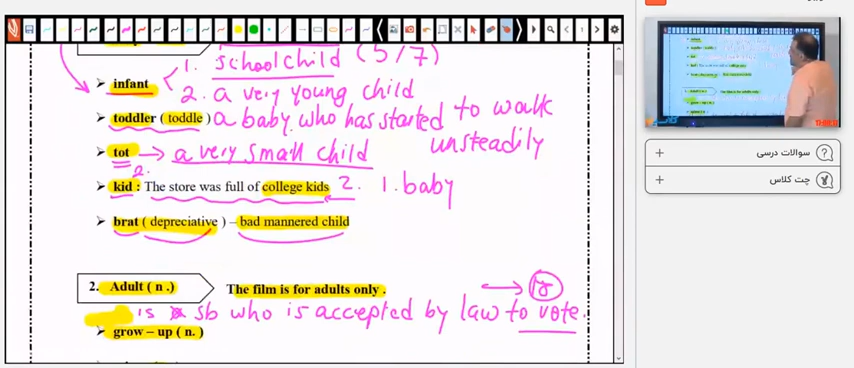 1. school child (5/7)
infant 2. a very young child
toddler ( toddle ) a baby who has started to walk unsteadily
tot → a very small child
2.
kid : The store was full of college kids 2. 1. baby
brat ( depreciative ) – bad mannered child
2. Adult ( n . ) The film is for adults only . → 18
is sb who is accepted by law to vote.
grow – up ( n. )
سوالات درسی
چت کلاس